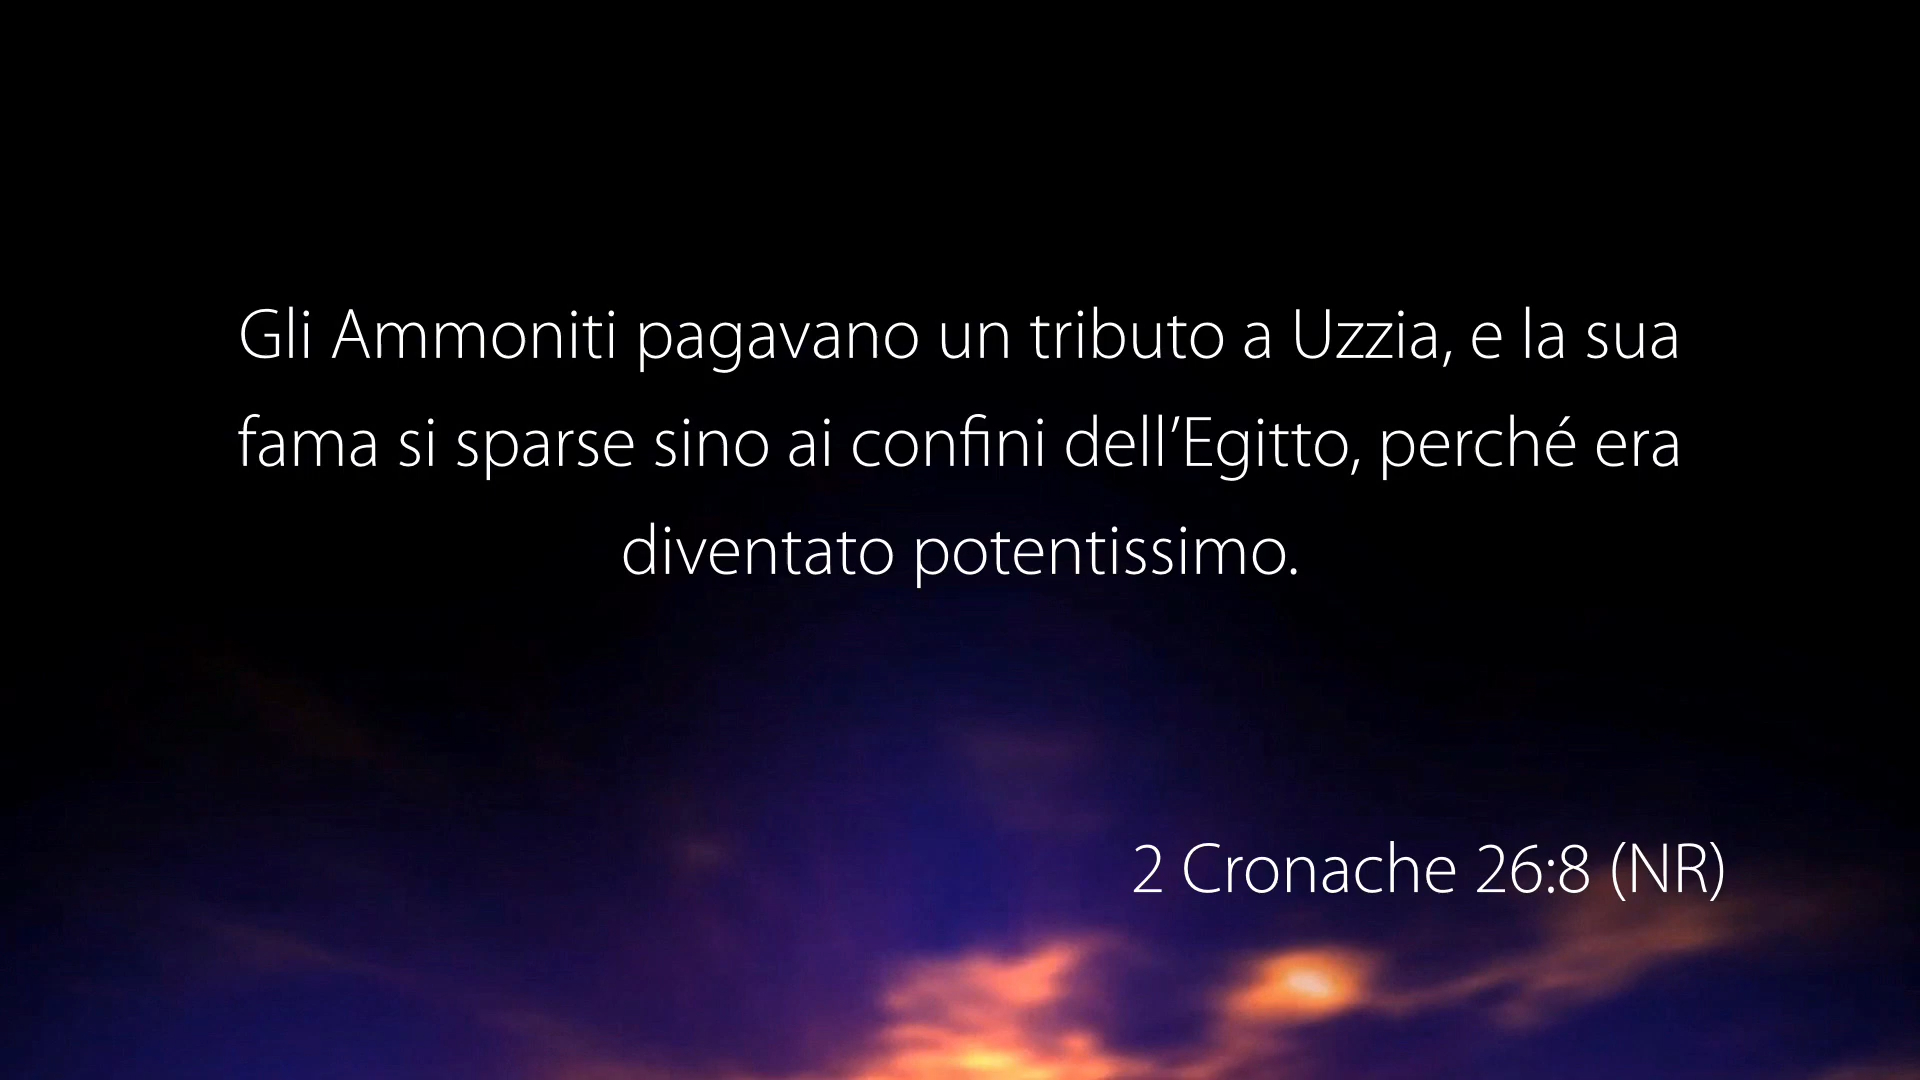 Gli Ammoniti pagavano un tributo a Uzzia, e la sua
fama si sparse sino ai confini dell’Egitto, perché era
diventato potentissimo.
2 Cronache 26:8 (NR)